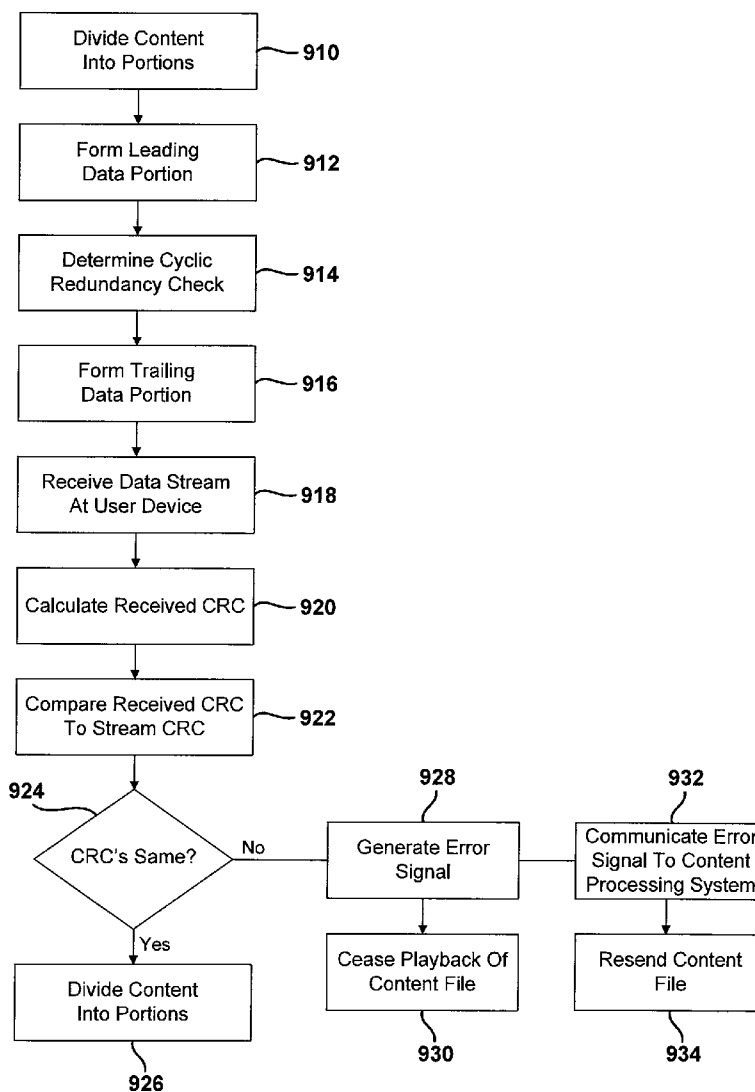 Divide Content
Into Portions
910
Form Leading
Data Portion
912
Determine Cyclic
Redundancy Check
914
Form Trailing
Data Portion
916
Receive Data Stream
At User Device
918
Calculate Received CRC
920
Compare Received CRC
To Stream CRC
922
924
CRC's Same?
No
Yes
928
Generate Error
Signal
932
Communicate Error
Signal To Content
Processing System
Divide Content
Into Portions
926
Cease Playback Of
Content File
930
Resend Content
File
934